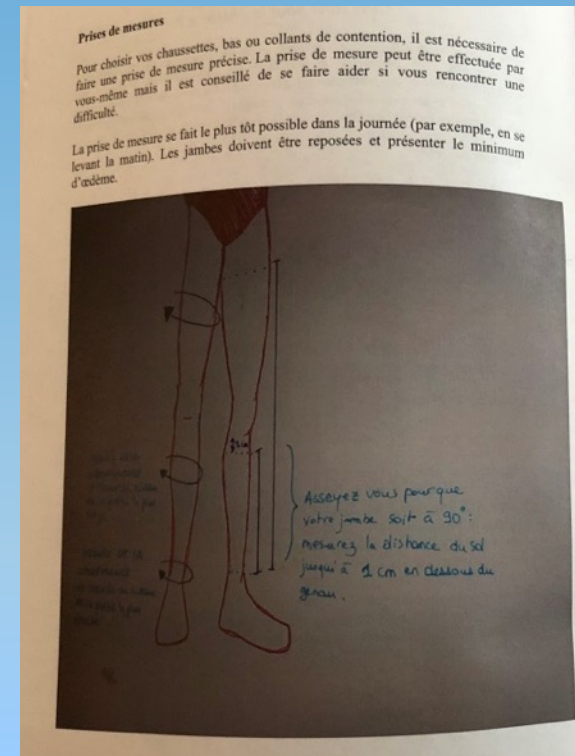 Prises de mesures
Pour choisir vos chaussettes, bas ou collants de contention, il est nécessaire de
faire une prise de mesure précise. La prise de mesure peut être effectuée par
vous-même mais il est conseillé de se faire aider si vous rencontrer une
difficulté.
La prise de mesure se fait le plus tôt possible dans la journée (par exemple, en se
levant la matin). Les jambes doivent être reposées et présenter le minimum
d'œdème.
Asseyez vous pour que
votre jambe soit à 90°:
mesurez la distance du sol
jusqu'à 1 cm en dessous du
genou.